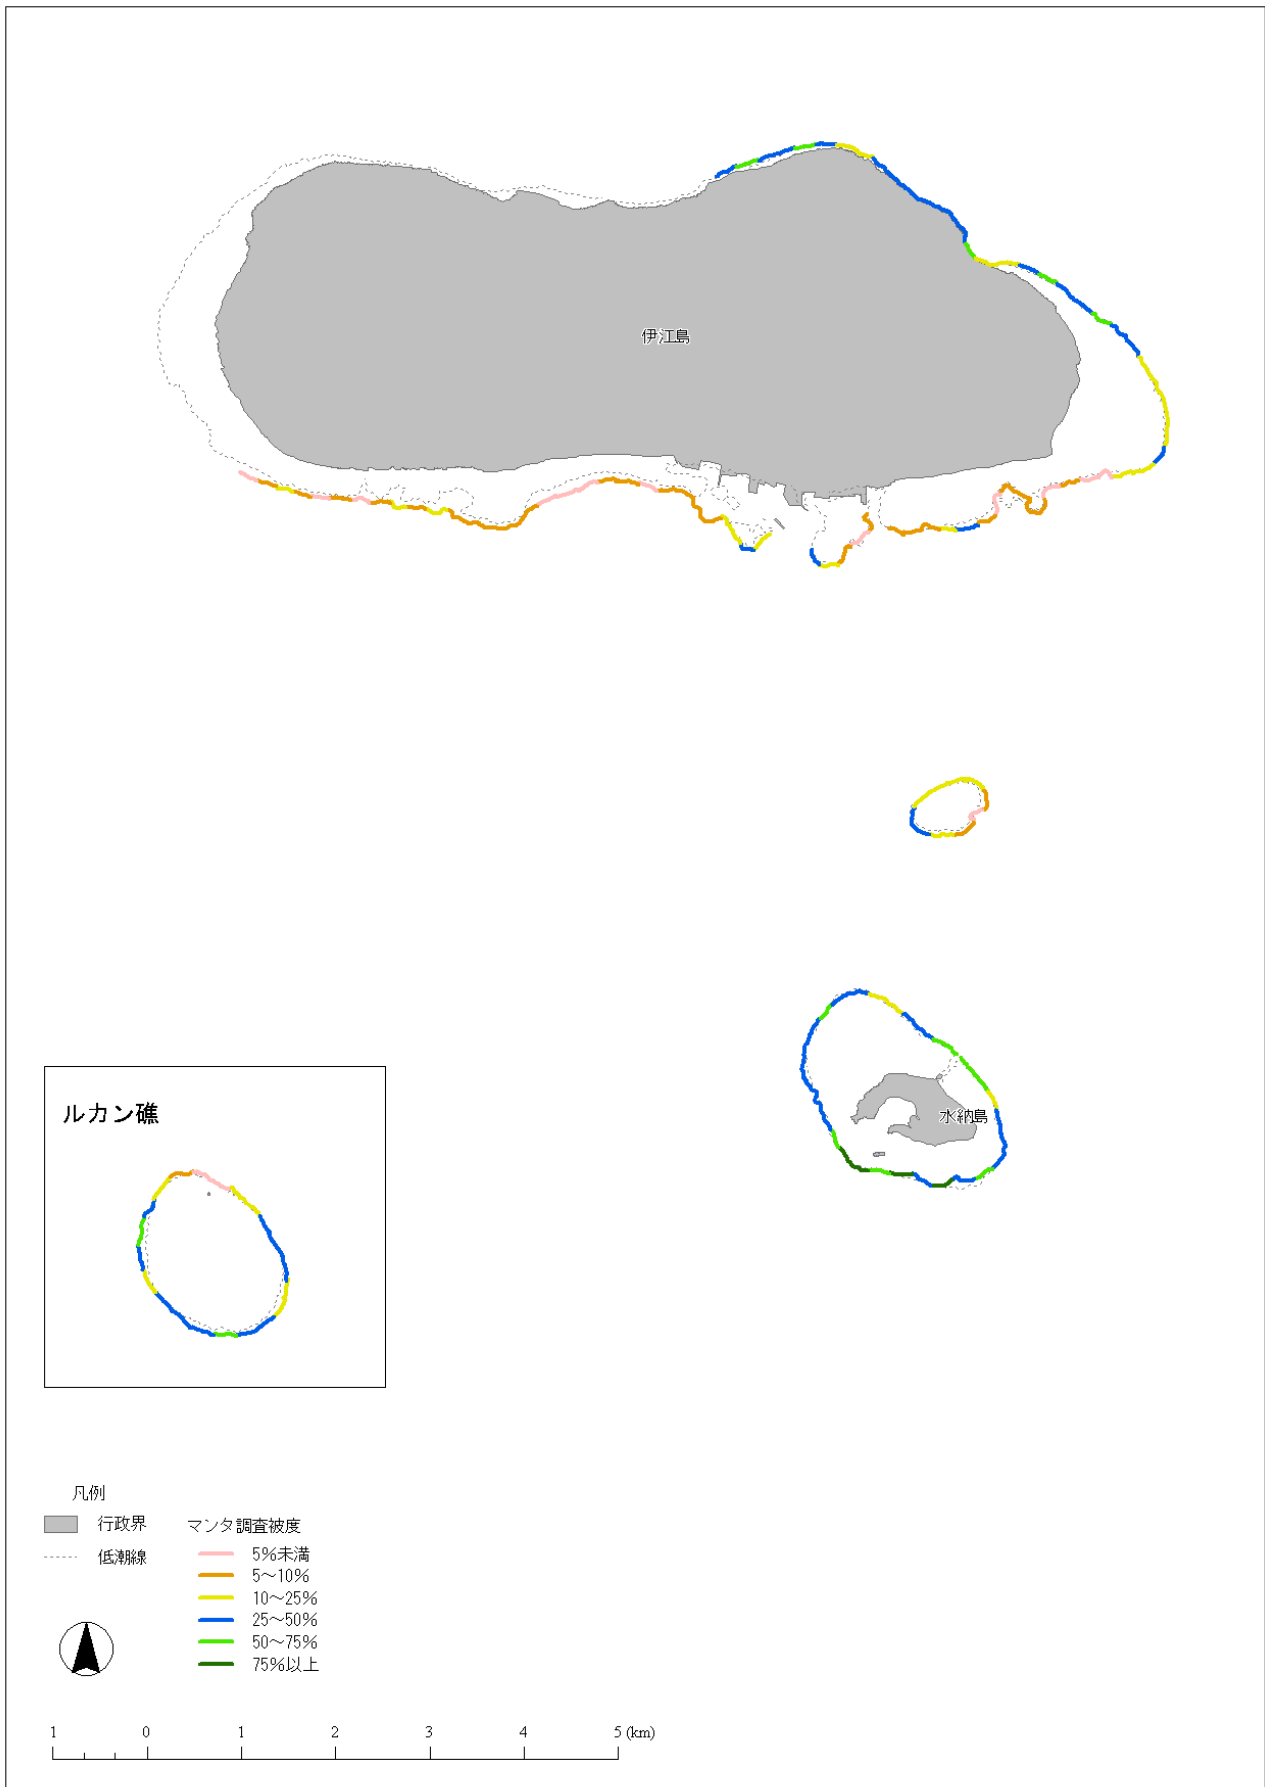 伊江島
水納島
ルカン礁
凡例
行政界
低潮線
マンタ調査被度
5%未満
5～10%
10～25%
25～50%
50～75%
75%以上
1 0 1 2 3 4 5 (km)